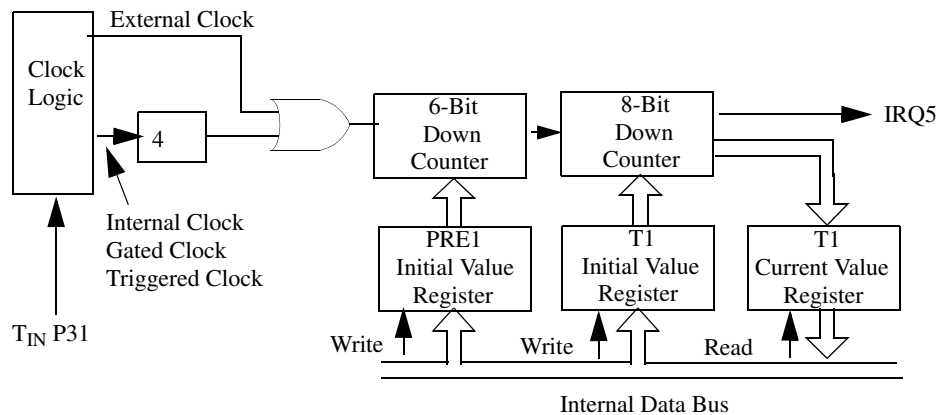 External Clock
Clock
Logic
4
6-Bit
Down
Counter
8-Bit
Down
Counter
IRQ5
Internal Clock
Gated Clock
Triggered Clock
PRE1
Initial Value
Register
T1
Initial Value
Register
T1
Current Value
Register
TIN P31
Write
Write
Read
Internal Data Bus